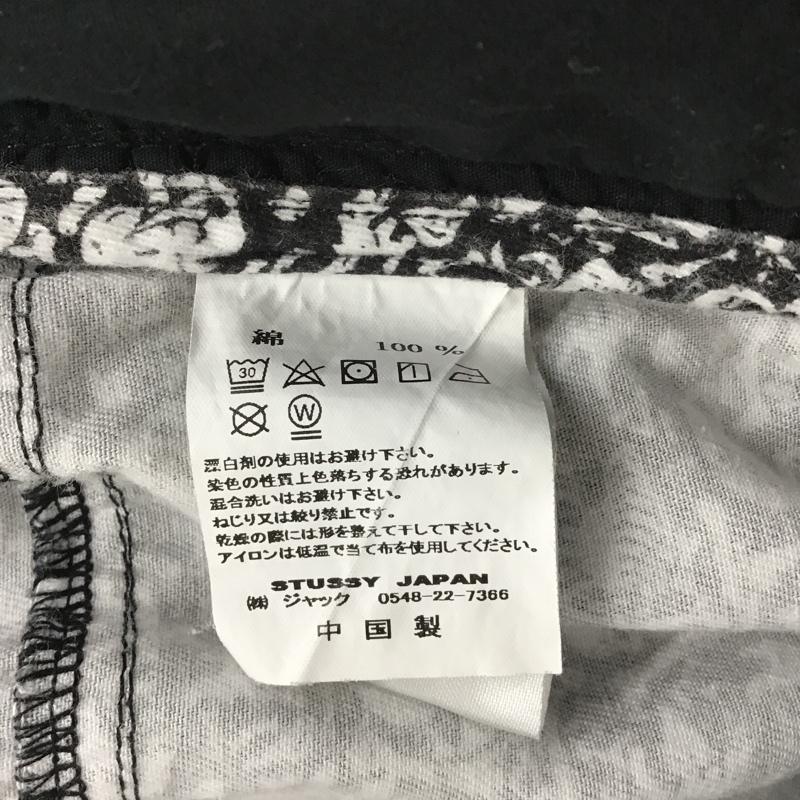 綿 100 %
30
W
漂白剤の使用はお避け下さい。
染色の性質上色落ちする恐れがあります。
混合洗いはお避け下さい。
ねじり又は絞り禁止です。
乾燥の際には形を整えて干して下さい。
アイロンは低温で当て布を使用してください。
STUSSY JAPAN
㈱ ジャック 0548-22-7366
中国製